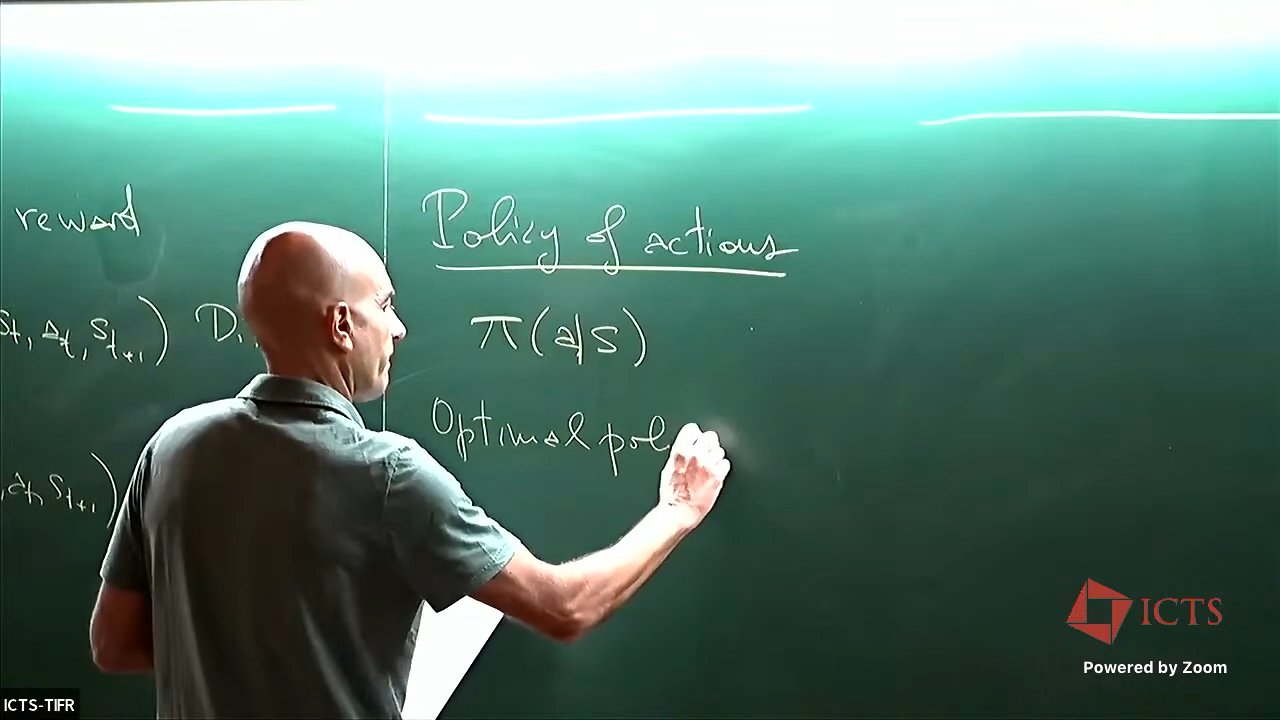 reward
Policy of actions
St, at, St+1) D
π(a|s)
Optimal pol
, at, St+1)
ICTS
Powered by Zoom
ICTS-TIFR